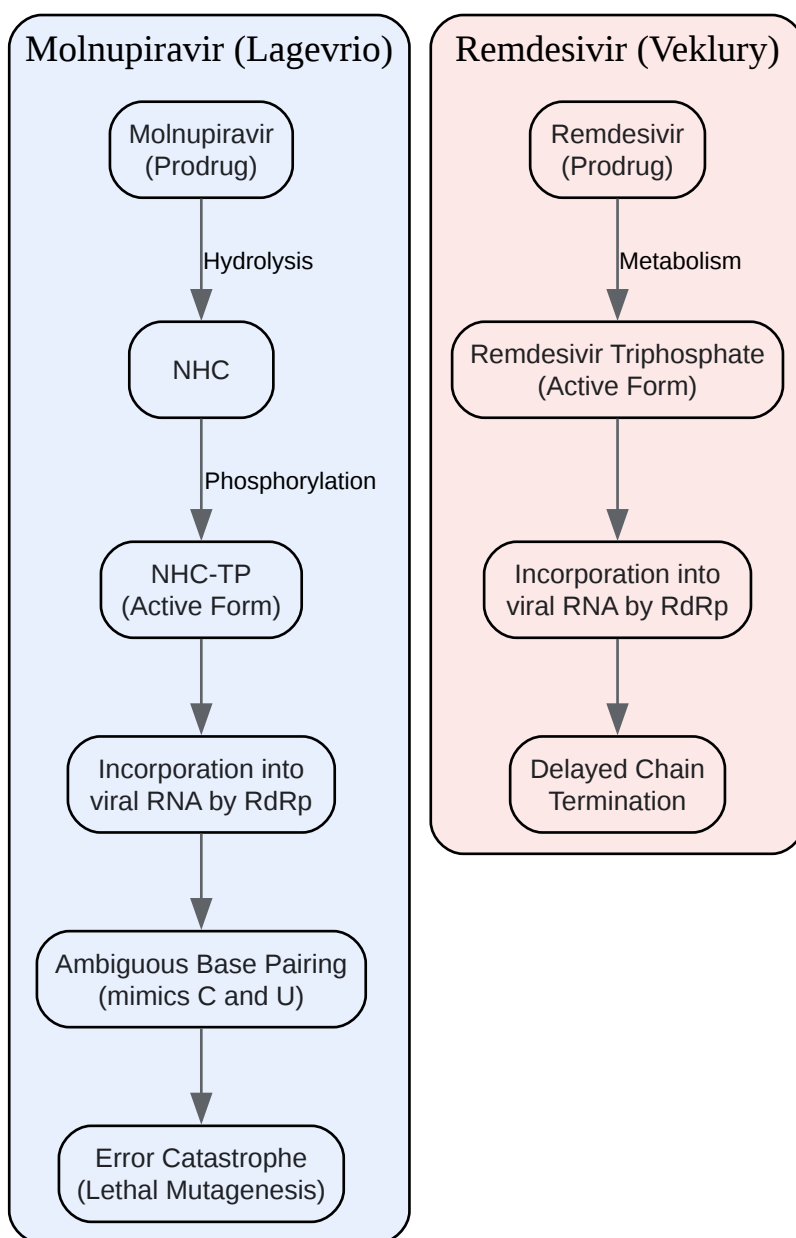 Molnupiravir (Lagevrio)
Molnupiravir
(Prodrug)
Hydrolysis
NHC
Phosphorylation
NHC-TP
(Active Form)
Incorporation into
viral RNA by RdRp
Ambiguous Base Pairing
(mimics C and U)
Error Catastrophe
(Lethal Mutagenesis)
Remdesivir (Veklury)
Remdesivir
(Prodrug)
Metabolism
Remdesivir Triphosphate
(Active Form)
Incorporation into
viral RNA by RdRp
Delayed Chain
Termination